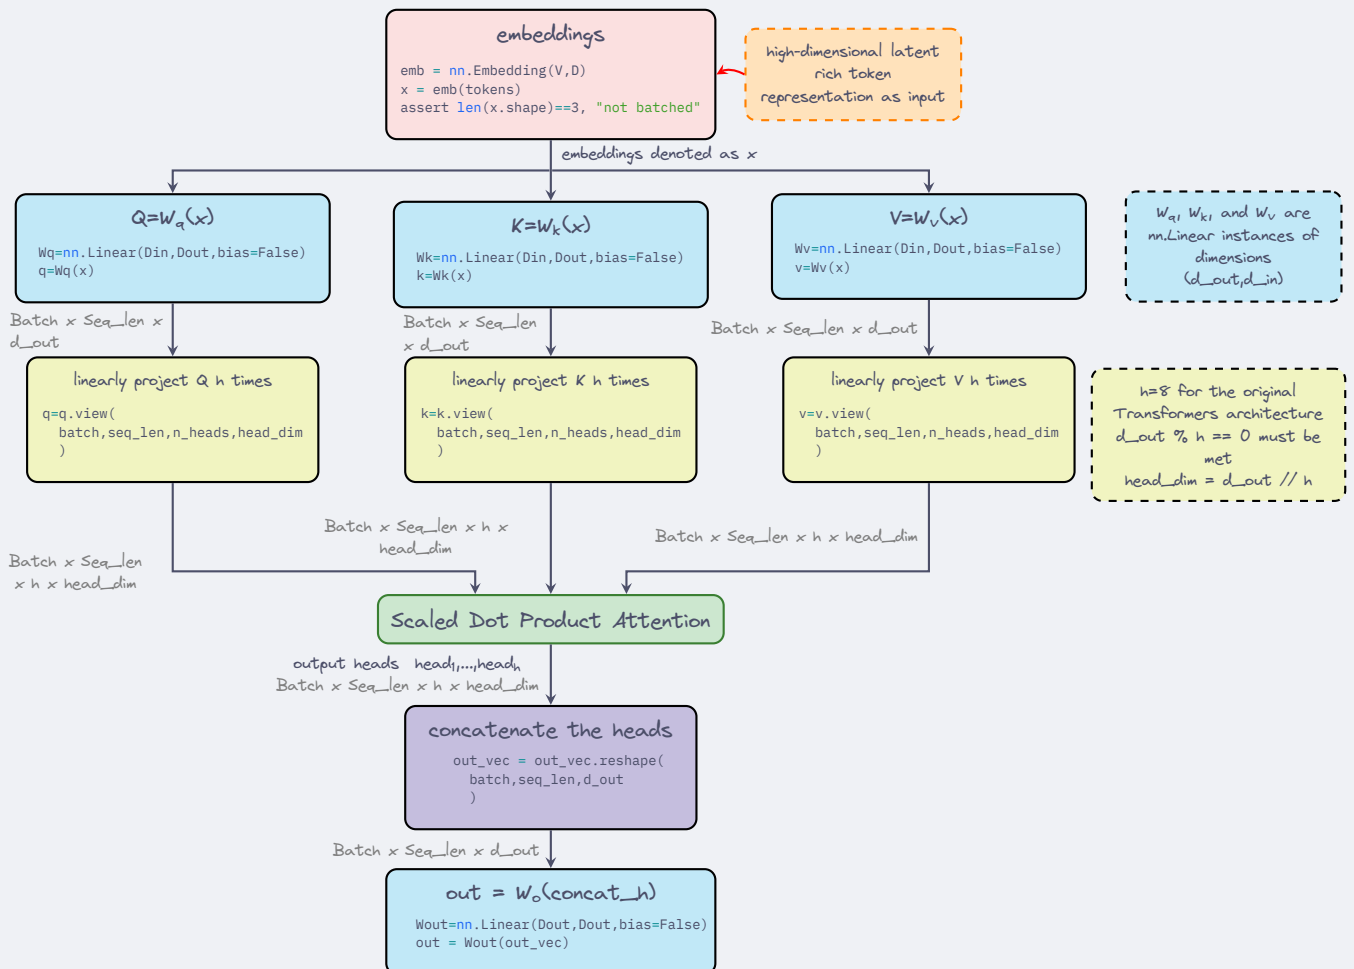 embeddings
emb = nn.Embedding(V,D)
x = emb(tokens)
assert len(x.shape)==3, "not batched"
high-dimensional latent
rich token
representation as input
embeddings denoted as x
Q=W_q(x)
Wq=nn.Linear(Din,Dout,bias=False)
q=Wq(x)
K=W_k(x)
Wk=nn.Linear(Din,Dout,bias=False)
k=Wk(x)
V=W_v(x)
Wv=nn.Linear(Din,Dout,bias=False)
v=Wv(x)
W_q, W_k, and W_v are
nn.Linear instances of
dimensions
(d_out,d_in)
Batch x Seq_len x
d_out
Batch x Seq_len
x d_out
Batch x Seq_len x d_out
linearly project Q h times
q=q.view(
batch,seq_len,n_heads,head_dim
)
linearly project K h times
k=k.view(
batch,seq_len,n_heads,head_dim
)
linearly project V h times
v=v.view(
batch,seq_len,n_heads,head_dim
)
h=8 for the original
Transformers architecture
d_out % h == 0 must be
met
head_dim = d_out // h
Batch x Seq_len
x h x head_dim
Batch x Seq_len x h x
head_dim
Batch x Seq_len x h x head_dim
Scaled Dot Product Attention
output heads head₁,...,headₕ
Batch x Seq_len x h x head_dim
concatenate the heads
out_vec = out_vec.reshape(
batch,seq_len,d_out
)
Batch x Seq_len x d_out
out = W_o(concat_h)
Wout=nn.Linear(Dout,Dout,bias=False)
out = Wout(out_vec)